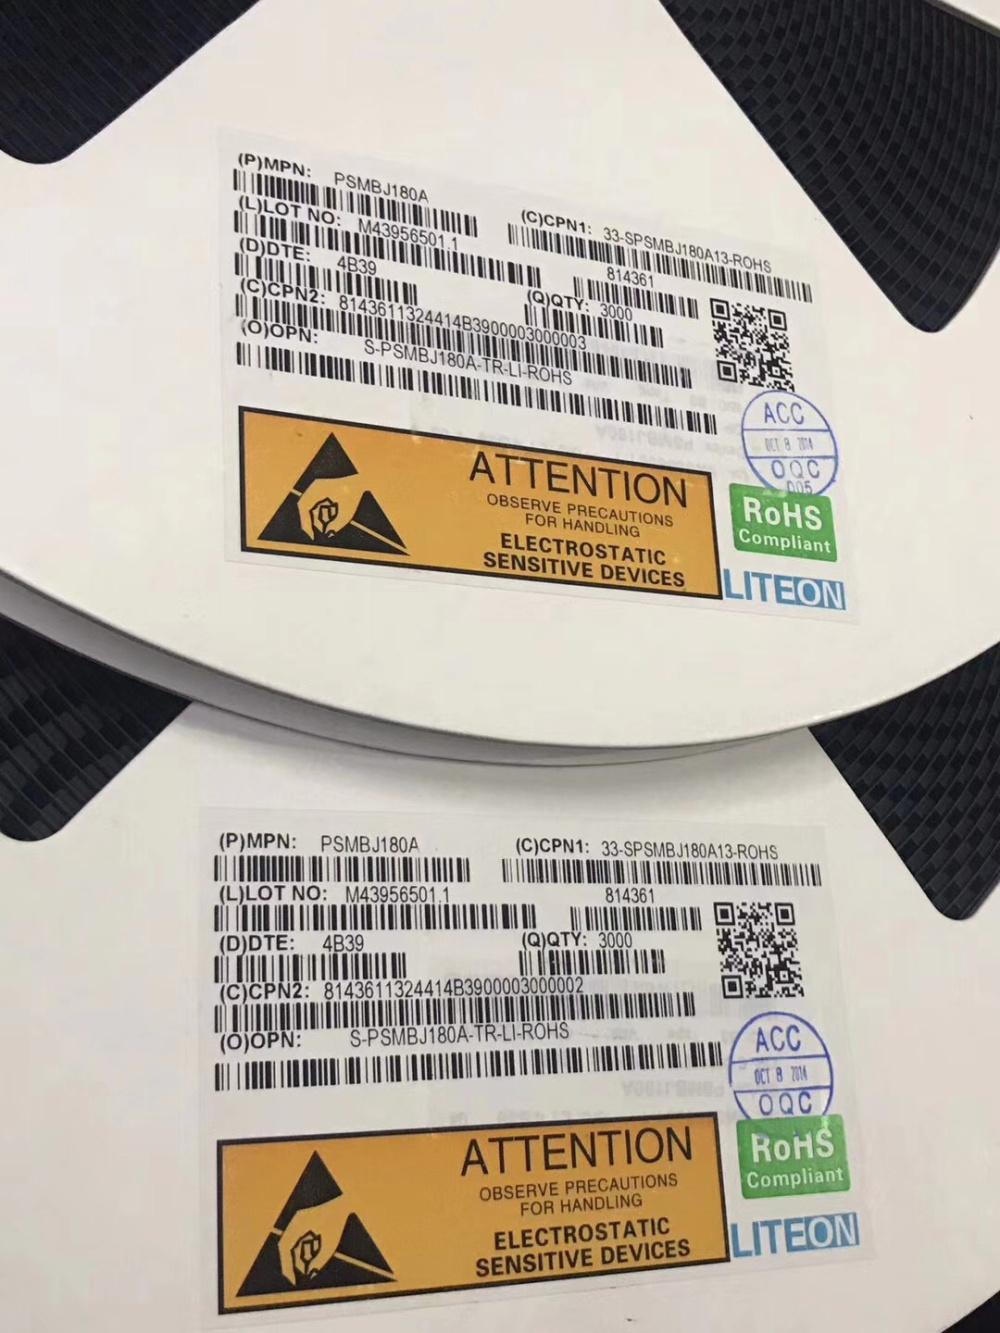 (P)MPN: PSMBJ180A
(C)CPN1: 33-SPSMBJ180A13-ROHS
(L)LOT NO: M43956501.1
814361
(D)DTE: 4B39
(Q)QTY: 3000
(C)CPN2: 8143611324414B3900003000003
(O)OPN: S-PSMBJ180A-TR-LI-ROHS
ACC
OCT 8 2014
OQC
005
ATTENTION
OBSERVE PRECAUTIONS
FOR HANDLING
ELECTROSTATIC
SENSITIVE DEVICES
RoHS
Compliant
LITEON
(P)MPN: PSMBJ180A
(C)CPN1: 33-SPSMBJ180A13-ROHS
(L)LOT NO: M43956501.1
814361
(D)DTE: 4B39
(Q)QTY: 3000
(C)CPN2: 8143611324414B3900003000002
(O)OPN: S-PSMBJ180A-TR-LI-ROHS
ACC
OCT 8 2014
OQC
ATTENTION
OBSERVE PRECAUTIONS
FOR HANDLING
ELECTROSTATIC
SENSITIVE DEVICES
RoHS
Compliant
LITEON